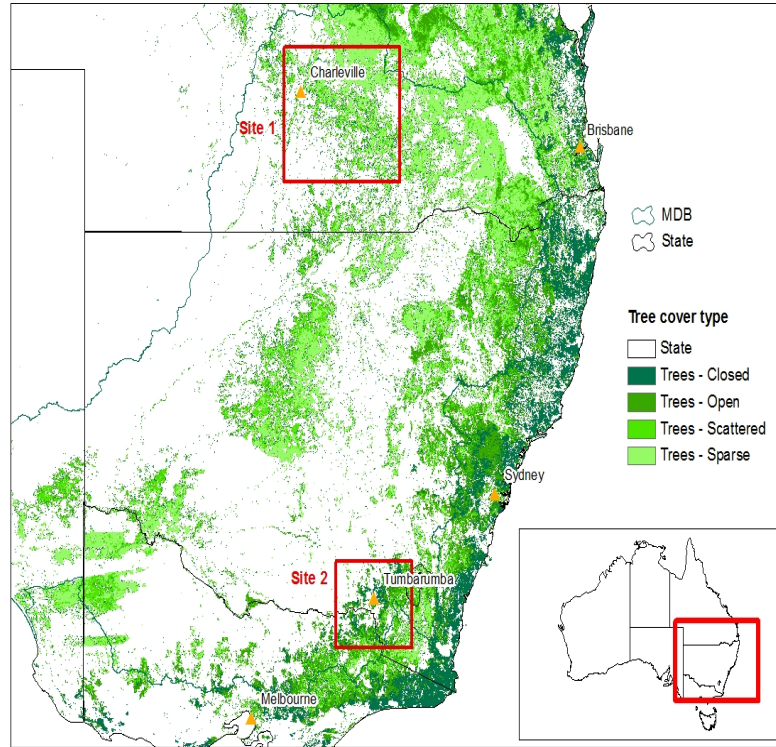 Charleville
Site 1
Brisbane
MDB
State
Tree cover type
State
Trees - Closed
Trees - Open
Trees - Scattered
Trees - Sparse
Sydney
Site 2
Tumbarumba
Melbourne